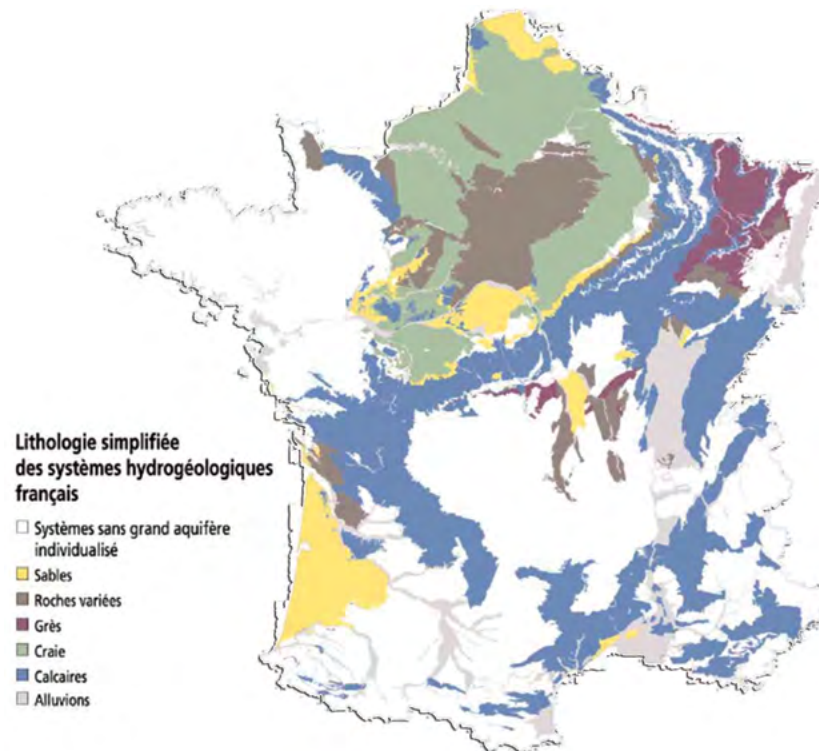 Lithologie simplifiée
des systèmes hydrogéologiques
français
Systèmes sans grand aquifère
individualisé
Sables
Roches variées
Grès
Craie
Calcaires
Alluvions